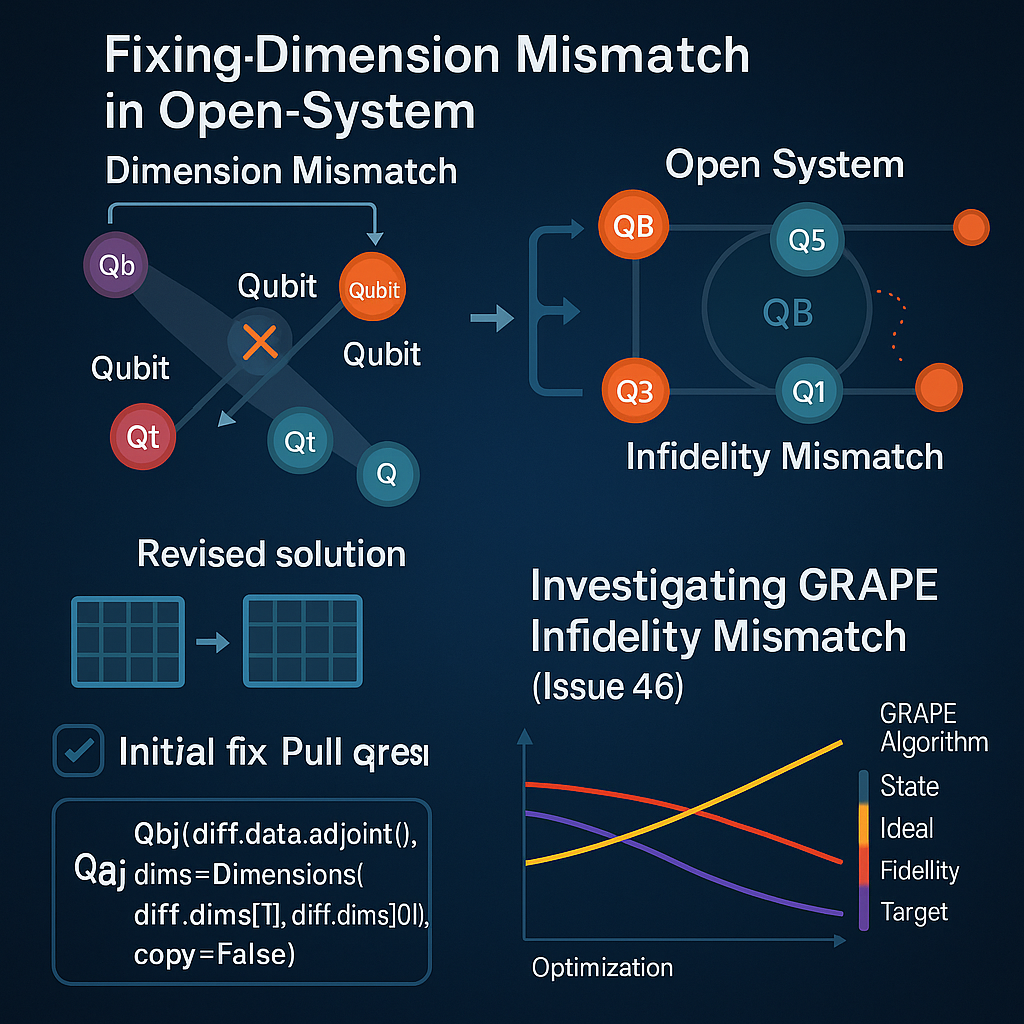 Fixing-Dimension Mismatch
in Open-System
Dimension Mismatch
Qb
Qubit
Qubit
Qubit
Qubit
Qt
Qt
Q
Open System
QB
Q5
QB
Q3
Q1
Infidelity Mismatch
Revised solution
Initial fix Pull qresı
Qaj
Qbj(diff.data.adjoint(),
dims=Dimensions(
diff.dims[T], diff.dims]0l),
copy=False)
Investigating GRAPE
Infidelity Mismatch
(Issue 46)
GRAPE
Algorithm
State
Ideal
Fidellity
Target
Optimization